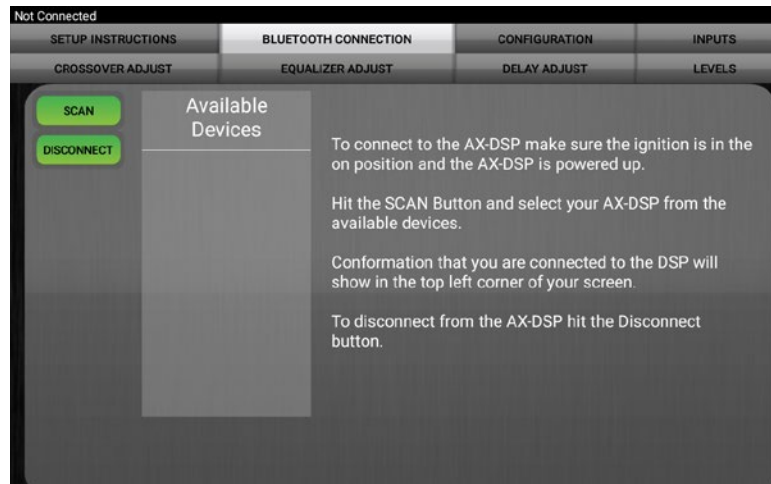 Not Connected
SETUP INSTRUCTIONS BLUETOOTH CONNECTION CONFIGURATION INPUTS
CROSSOVER ADJUST EQUALIZER ADJUST DELAY ADJUST LEVELS
SCAN
DISCONNECT
Available
Devices
To connect to the AX-DSP make sure the ignition is in the
on position and the AX-DSP is powered up.
Hit the SCAN Button and select your AX-DSP from the
available devices.
Conformation that you are connected to the DSP will
show in the top left corner of your screen.
To disconnect from the AX-DSP hit the Disconnect
button.